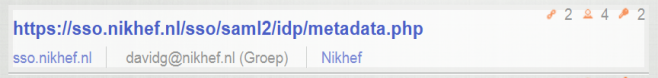 2 4 2
https://sso.nikhef.nl/sso/saml2/idp/metadata.php
sso.nikhef.nl davidg@nikhef.nl (Groep) Nikhef